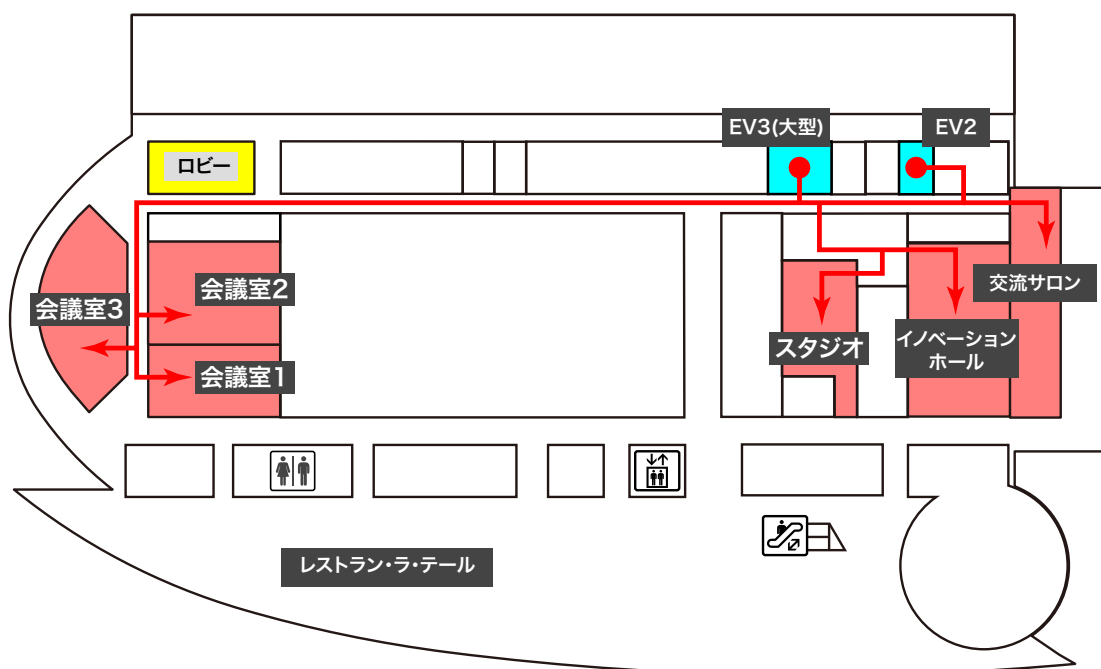 EV3(大型)
EV2
ロビー
交流サロン
会議室2
会議室3
スタジオ
イノベーション
ホール
会議室1
レストラン・ラ・テール